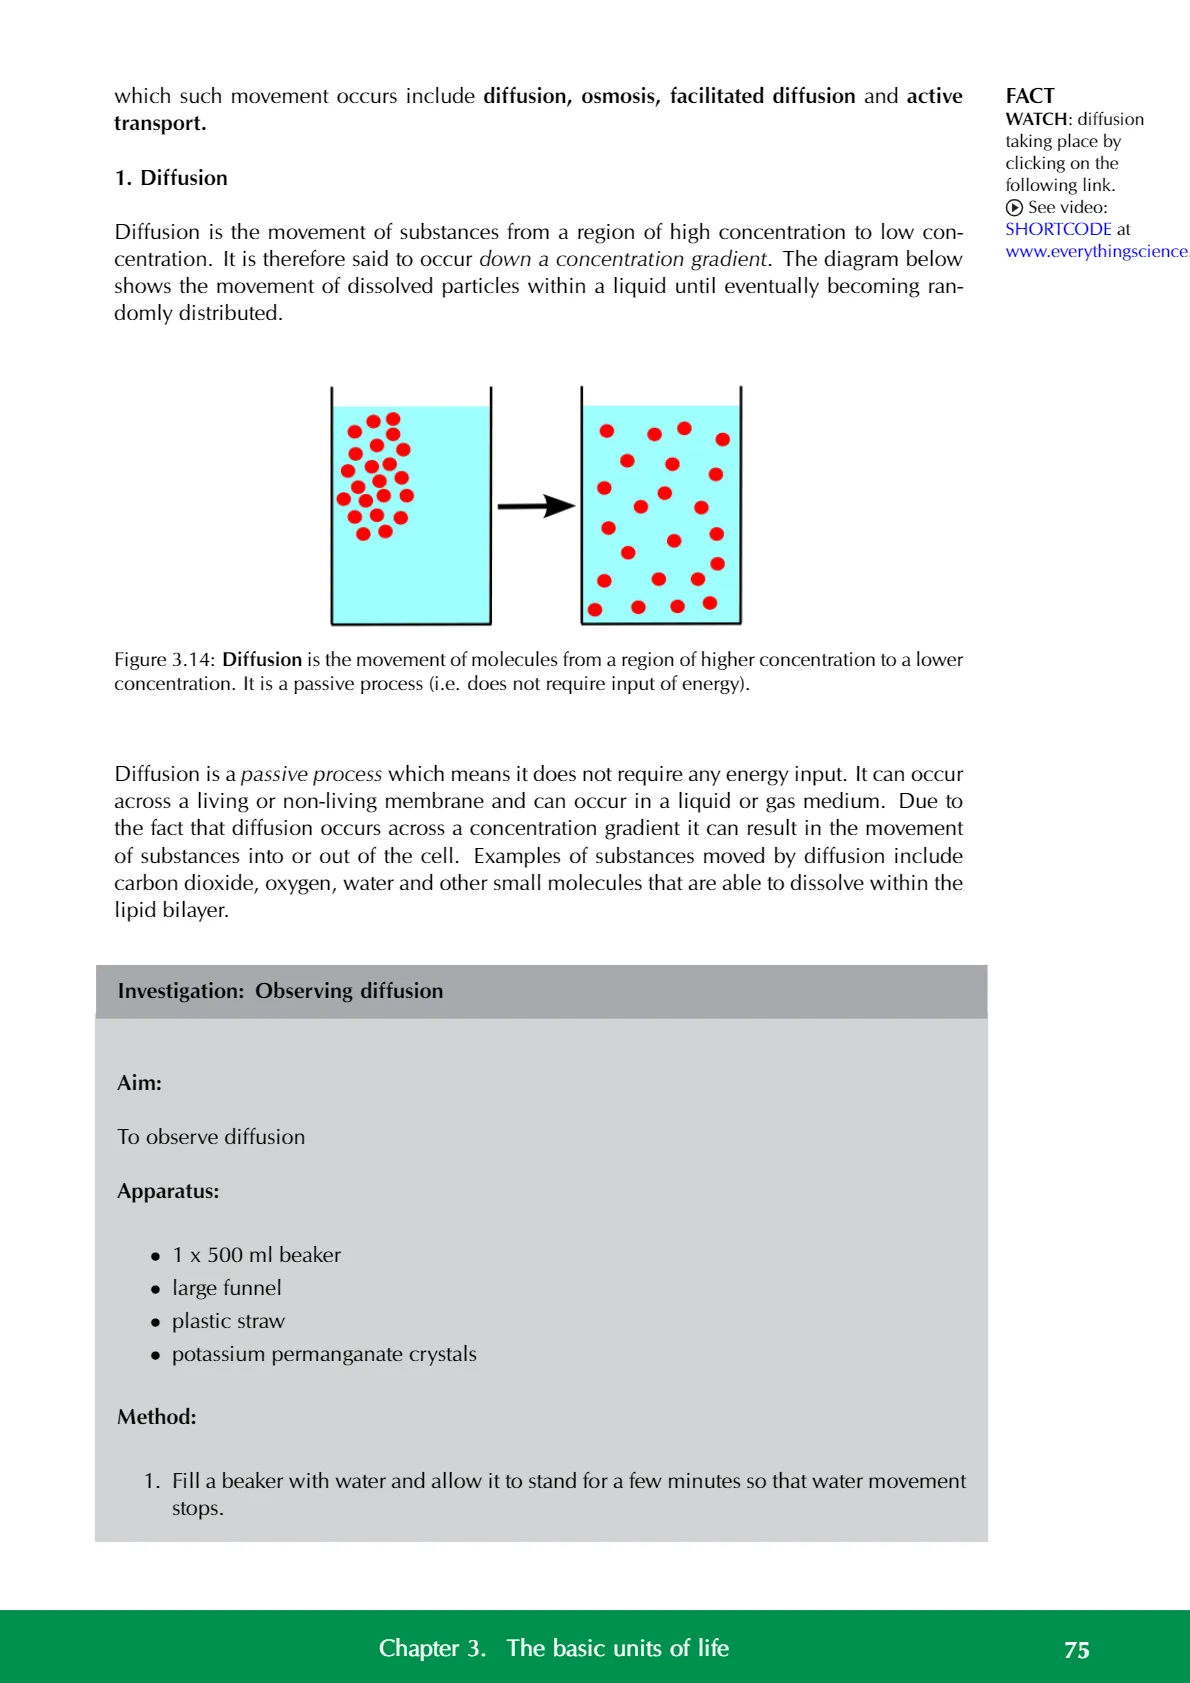 which such movement occurs include diffusion, osmosis, facilitated diffusion and active
transport.
1. Diffusion
Diffusion is the movement of substances from a region of high concentration to low con-
centration. It is therefore said to occur down a concentration gradient. The diagram below
shows the movement of dissolved particles within a liquid until eventually becoming ran-
domly distributed.
Figure 3.14: Diffusion is the movement of molecules from a region of higher concentration to a lower
concentration. It is a passive process (i.e. does not require input of energy).
Diffusion is a passive process which means it does not require any energy input. It can occur
across a living or non-living membrane and can occur in a liquid or gas medium. Due to
the fact that diffusion occurs across a concentration gradient it can result in the movement
of substances into or out of the cell. Examples of substances moved by diffusion include
carbon dioxide, oxygen, water and other small molecules that are able to dissolve within the
lipid bilayer.
Investigation: Observing diffusion
Aim:
To observe diffusion
Apparatus:
• 1 x 500 ml beaker
• large funnel
• plastic straw
• potassium permanganate crystals
Method:
1. Fill a beaker with water and allow it to stand for a few minutes so that water movement
stops.
FACT
WATCH: diffusion
taking place by
clicking on the
following link.
See video:
SHORTCODE at
www.everythingscience.
Chapter 3. The basic units of life
75